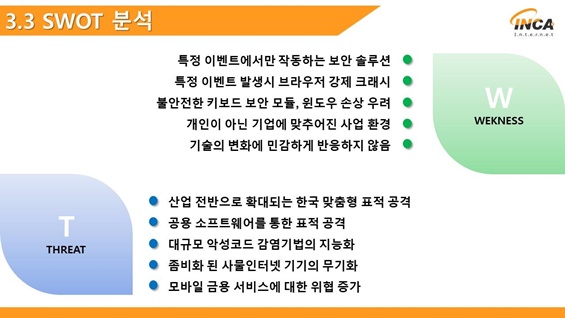 3.3 SWOT 분석
INCA
Internet
특정 이벤트에서만 작동하는 보안 솔루션
특정 이벤트 발생시 브라우저 강제 크래시
불안전한 키보드 보안 모듈, 윈도우 손상 우려
개인이 아닌 기업에 맞추어진 사업 환경
기술의 변화에 민감하게 반응하지 않음
W
WEKNESS
T
THREAT
산업 전반으로 확대되는 한국 맞춤형 표적 공격
공용 소프트웨어를 통한 표적 공격
대규모 악성코드 감염기법의 지능화
좀비화 된 사물인터넷 기기의 무기화
모바일 금융 서비스에 대한 위협 증가